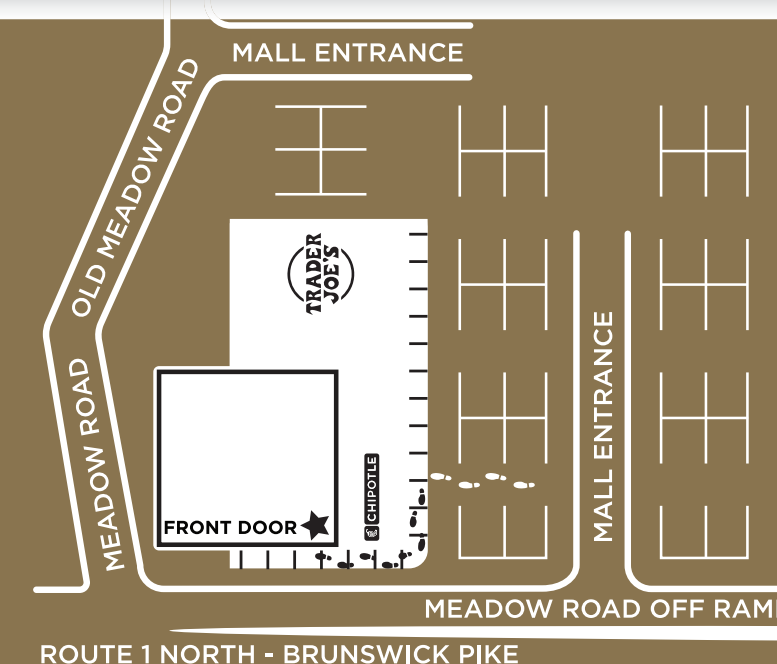 MALL ENTRANCE
OLD MEADOW ROAD
TRADER
JOE'S
MEADOW ROAD
MALL ENTRANCE
CHIPOTLE
FRONT DOOR
MEADOW ROAD OFF RAM
ROUTE 1 NORTH - BRUNSWICK PIKE